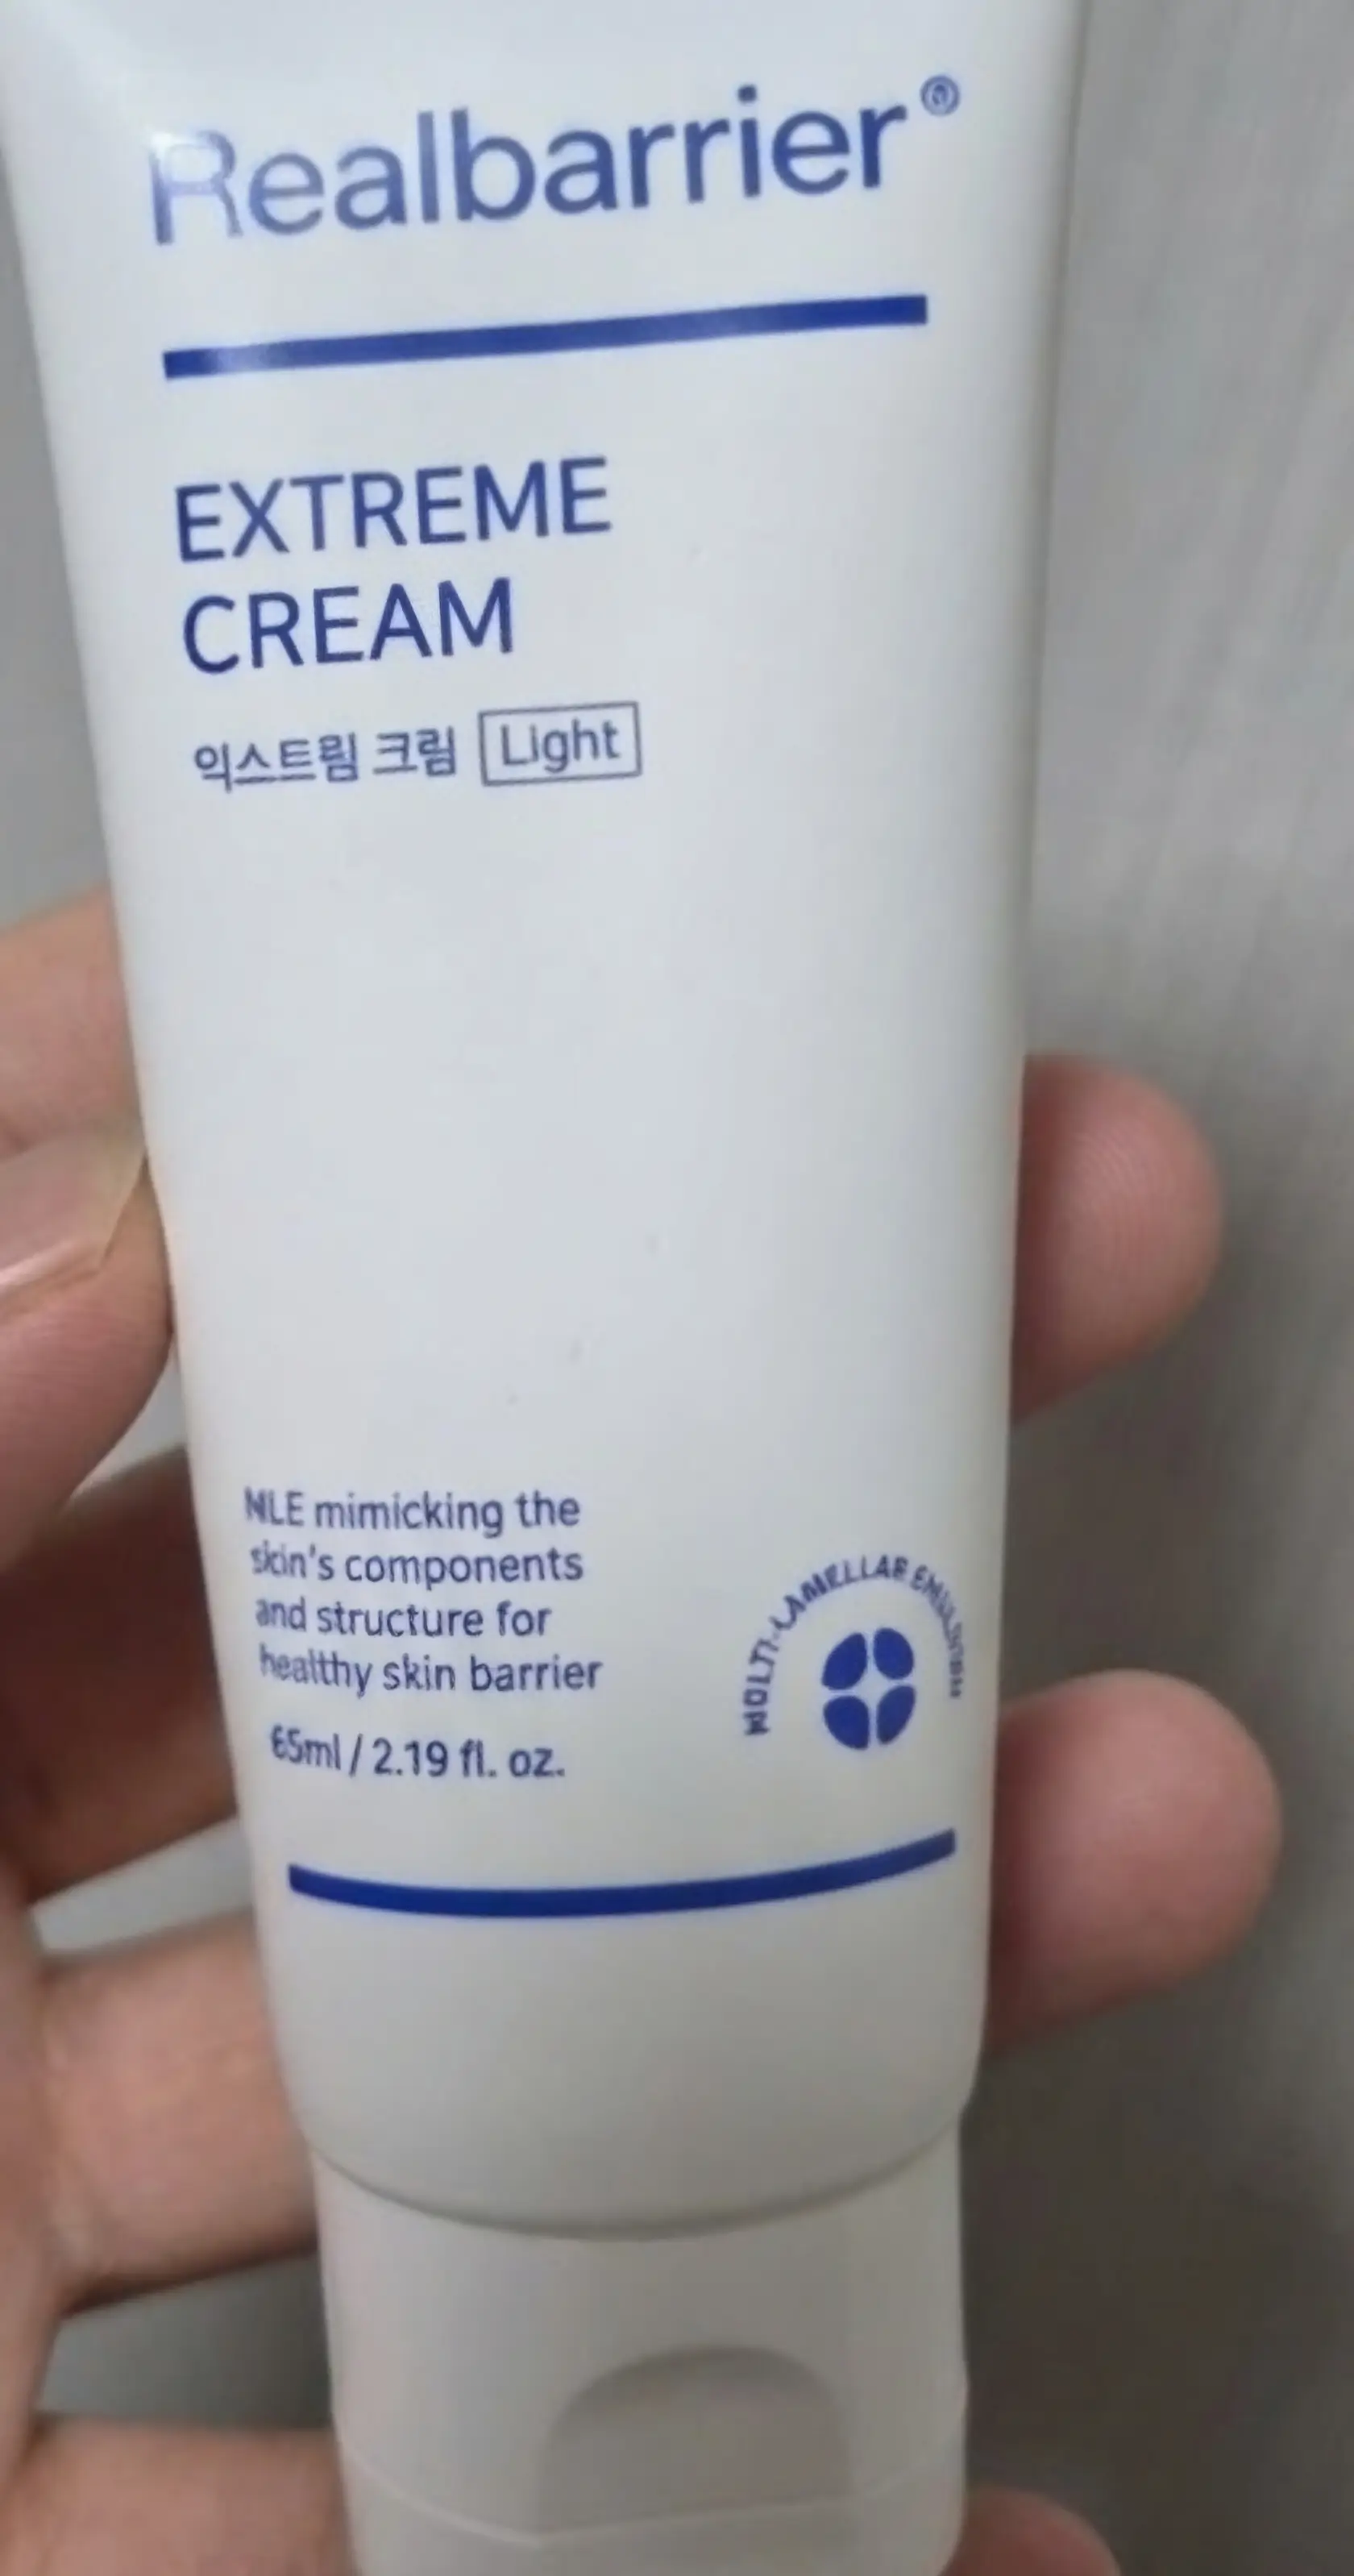 Realbarrier®
EXTREME
CREAM
익스트림 크림 Light
MLE mimicking the
skin's components
and structure for
healthy skin barrier
65ml / 2.19 fl. oz.
MULTI-LAMELLAR EMULSION